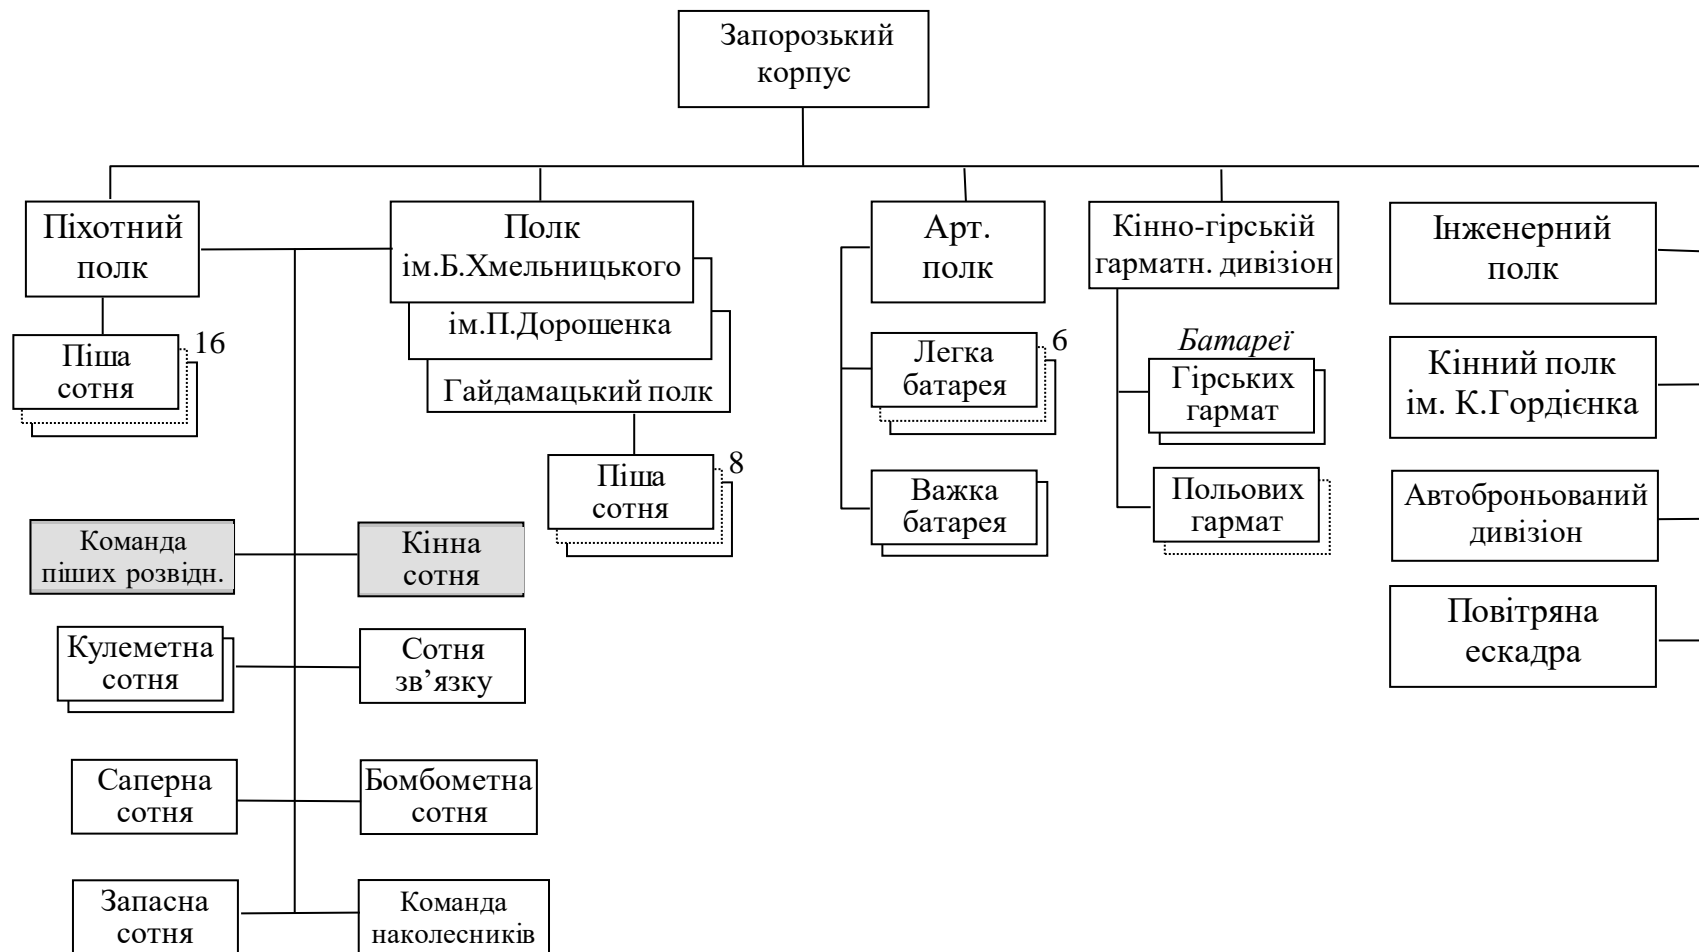 Запорозький
корпус
Піхотний
полк
Піша
сотня
16
Полк
ім.Б.Хмельницького
ім.П.Дорошенка
Гайдамацький полк
Піша
сотня
8
Команда
піших розвідн.
Кінна
сотня
Кулеметна
сотня
Сотня
зв’язку
Саперна
сотня
Бомбометна
сотня
Запасна
сотня
Команда
наколесників
Арт.
полк
Легка
батарея
6
Важка
батарея
Кінно-гірській
гарматн. дивізіон
Батареї
Гірських
гармат
Польових
гармат
Інженерний
полк
Кінний полк
ім. К.Гордієнка
Автоброньований
дивізіон
Повітряна
ескадра